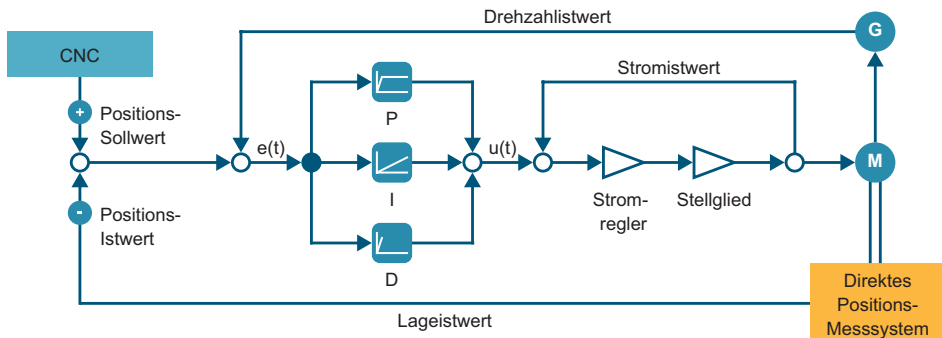 Drehzahlistwert
G
CNC
Stromistwert
+
Positions-
Sollwert
P
e(t)
u(t)
M
I
Strom-
regler
Stellglied
-
Positions-
Istwert
D
Direktes
Positions-
Messsystem
Lageistwert